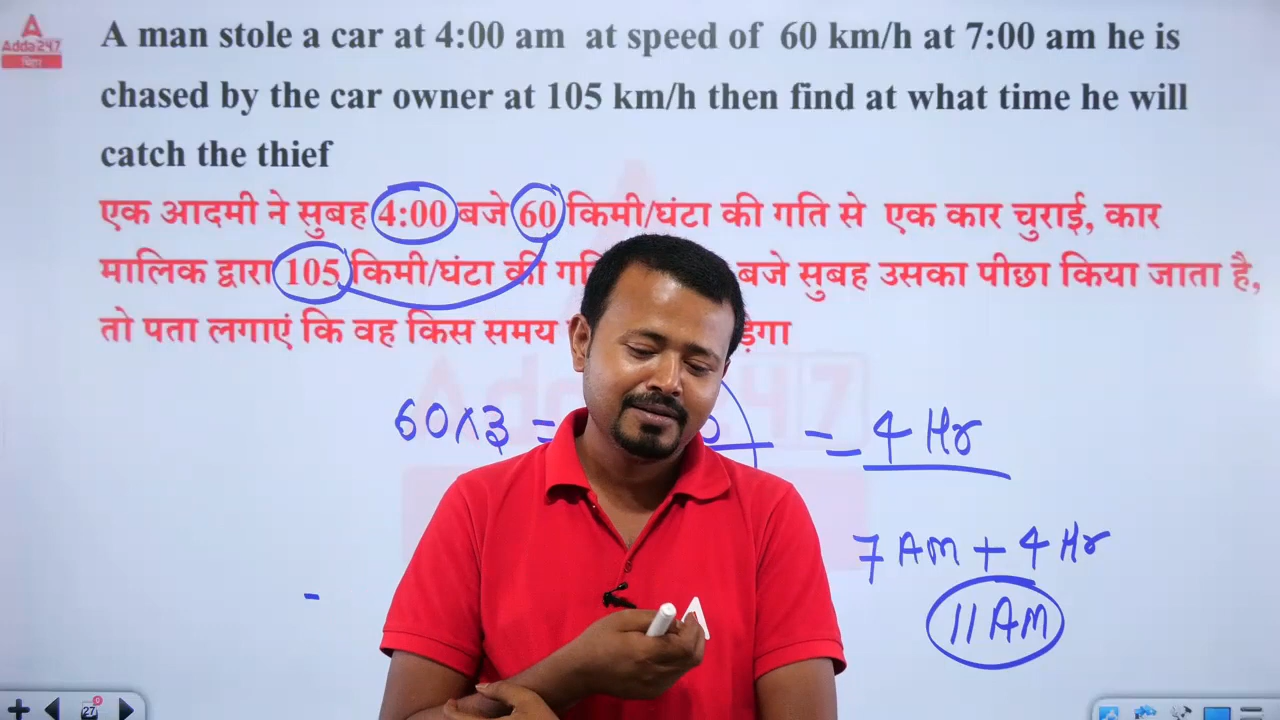 Adda247
बिहार
A man stole a car at 4:00 am at speed of 60 km/h at 7:00 am he is
chased by the car owner at 105 km/h then find at what time he will
catch the thief
एक आदमी ने सुबह 4:00 बजे 60 किमी/घंटा की गति से एक कार चुराई, कार
मालिक द्वारा 105 किमी/घंटा की बजे सुबह उसका पीछा किया जाता है,
तो पता लगाएं कि वह किस समय
60×3 = = 4 Hr
7 AM + 4 Hr
11 AM
27